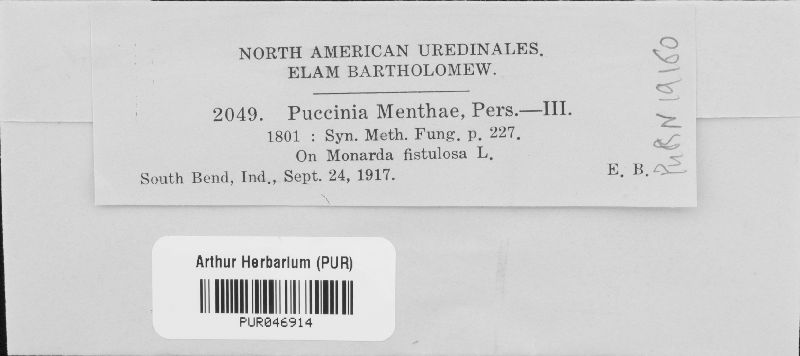 NORTH AMERICAN UREDINALES.
ELAM BARTHOLOMEW.
2049. Puccinia Menthae, Pers.—III.
1801 : Syn. Meth. Fung. p. 227.
On Monarda fistulosa L.
South Bend, Ind., Sept. 24, 1917.
E. B.
PUR N 19160
Arthur Herbarium (PUR)
PUR046914